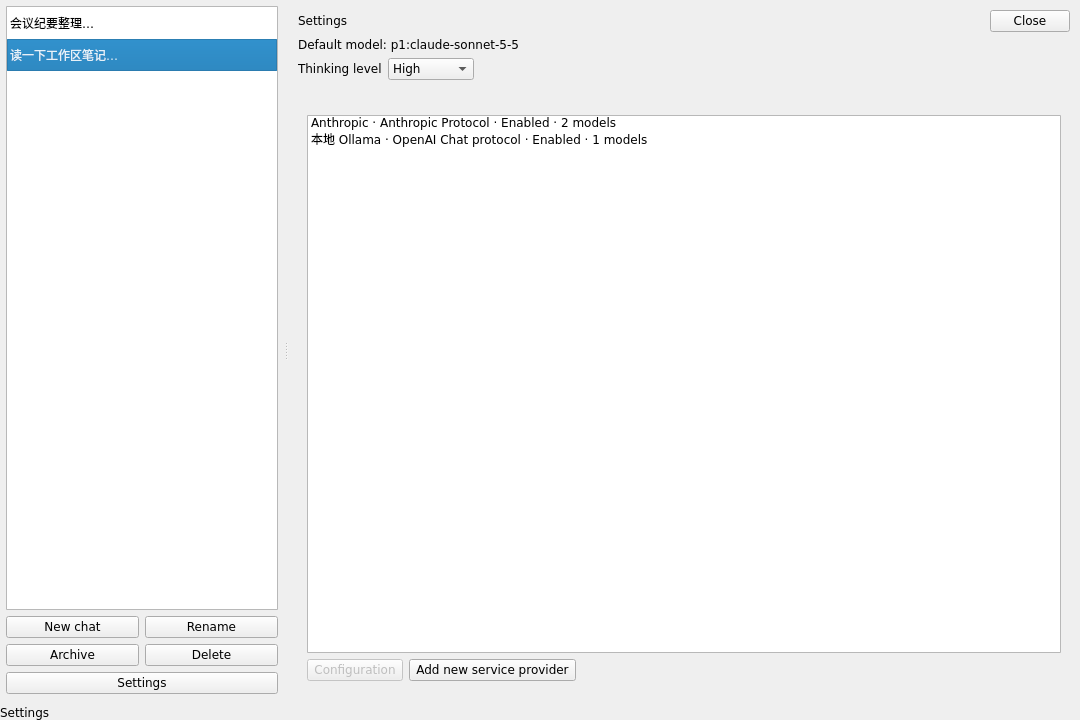 会议纪要整理...
读一下工作区笔记...
New chat
Rename
Archive
Delete
Settings
Settings
Settings
Close
Default model: p1:claude-sonnet-5-5
Thinking level High
Anthropic · Anthropic Protocol · Enabled · 2 models
本地 Ollama · OpenAI Chat protocol · Enabled · 1 models
Configuration
Add new service provider